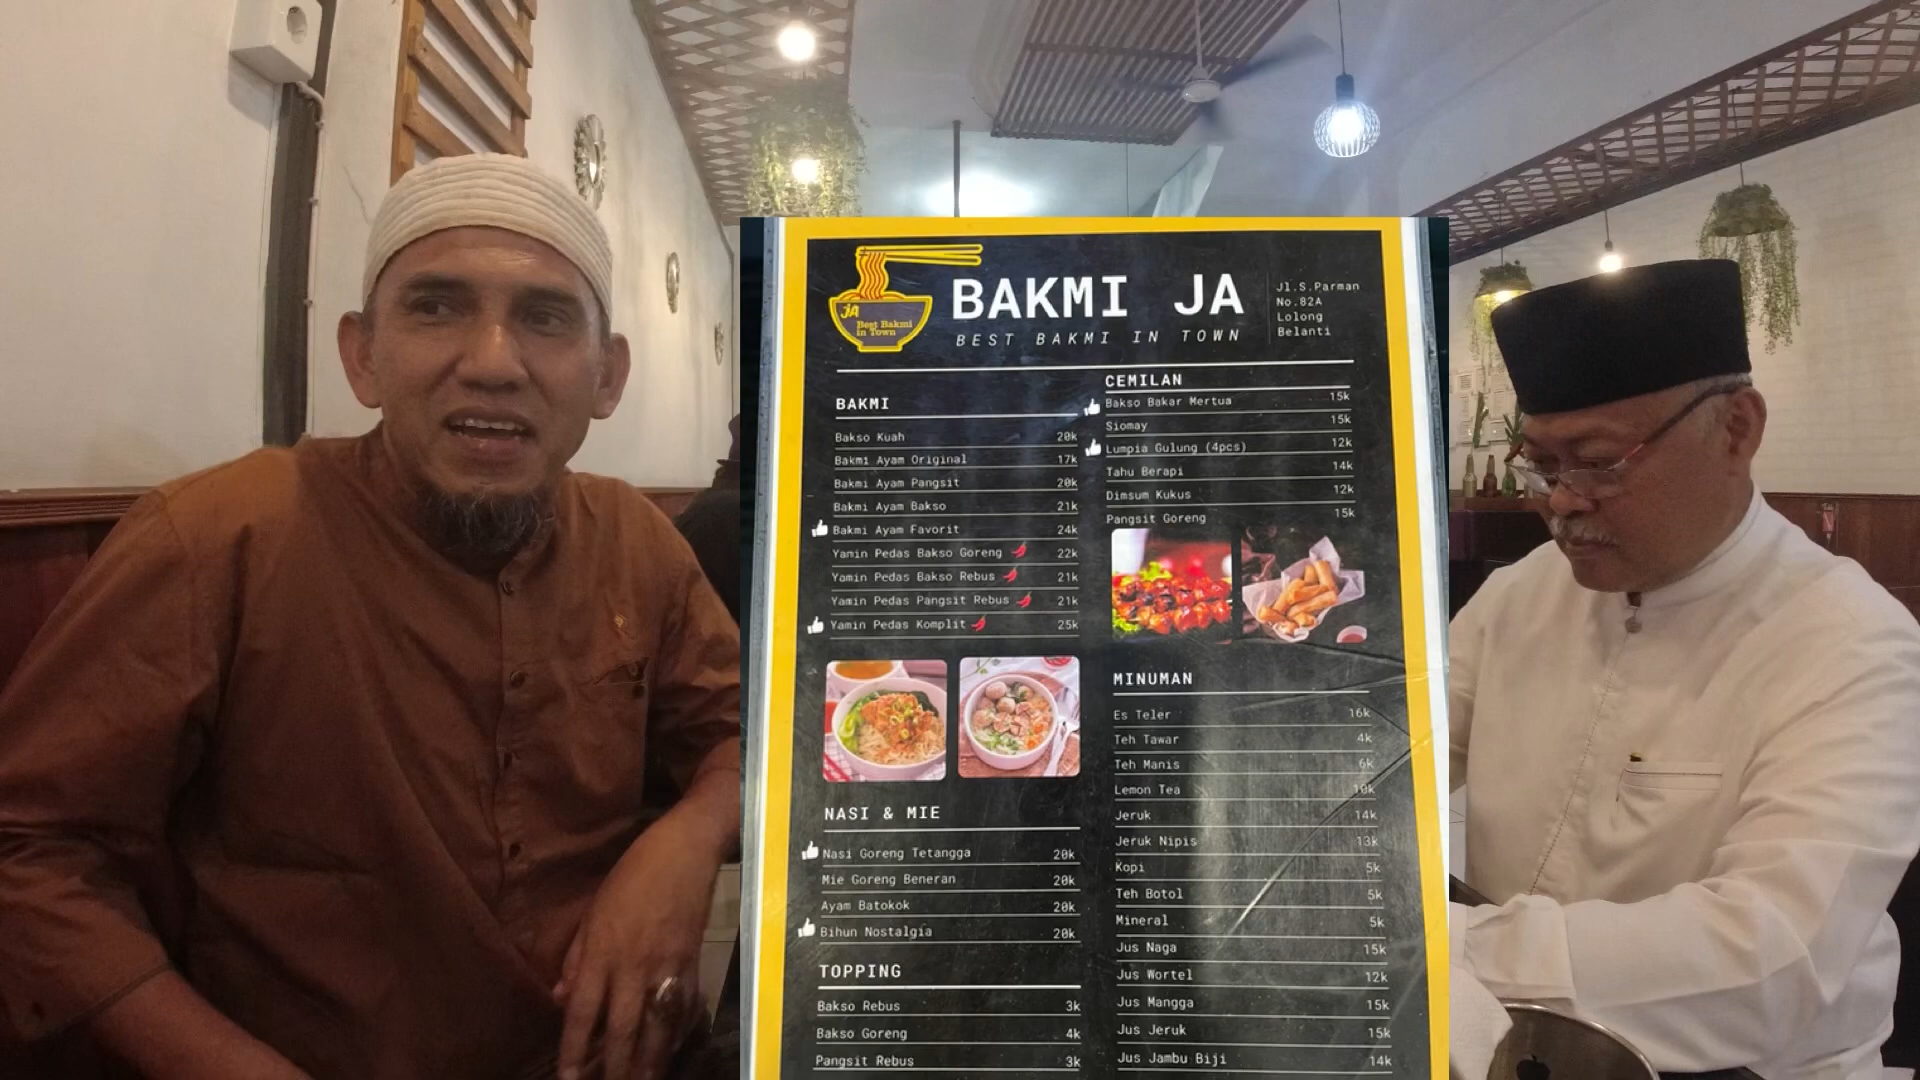 JA
Best Bakmi
in Town
BAKMI JA
BEST BAKMI IN TOWN
Jl.S.Parman
No.82A
Lolong
Belanti
BAKMI
Bakso Kuah 20k
Bakmi Ayam Original 17k
Bakmi Ayam Pangsit 20k
Bakmi Ayam Bakso 21k
Bakmi Ayam Favorit 24k
Yamin Pedas Bakso Goreng 22k
Yamin Pedas Bakso Rebus 21k
Yamin Pedas Pangsit Rebus 21k
Yamin Pedas Komplit 25k
NASI & MIE
Nasi Goreng Tetangga 20k
Mie Goreng Beneran 20k
Ayam Batokok 20k
Bihun Nostalgia 20k
TOPPING
Bakso Rebus 3k
Bakso Goreng 4k
Pangsit Rebus 3k
CEMILAN
Bakso Bakar Mertua 15k
Siomay 15k
Lumpia Gulung (4pcs) 12k
Tahu Berapi 14k
Dimsum Kukus 12k
Pangsit Goreng 15k
MINUMAN
Es Teler 16k
Teh Tawar 4k
Teh Manis 6k
Lemon Tea 10k
Jeruk 14k
Jeruk Nipis 13k
Kopi 5k
Teh Botol 5k
Mineral 5k
Jus Naga 15k
Jus Wortel 12k
Jus Mangga 15k
Jus Jeruk 15k
Jus Jambu Biji 14k